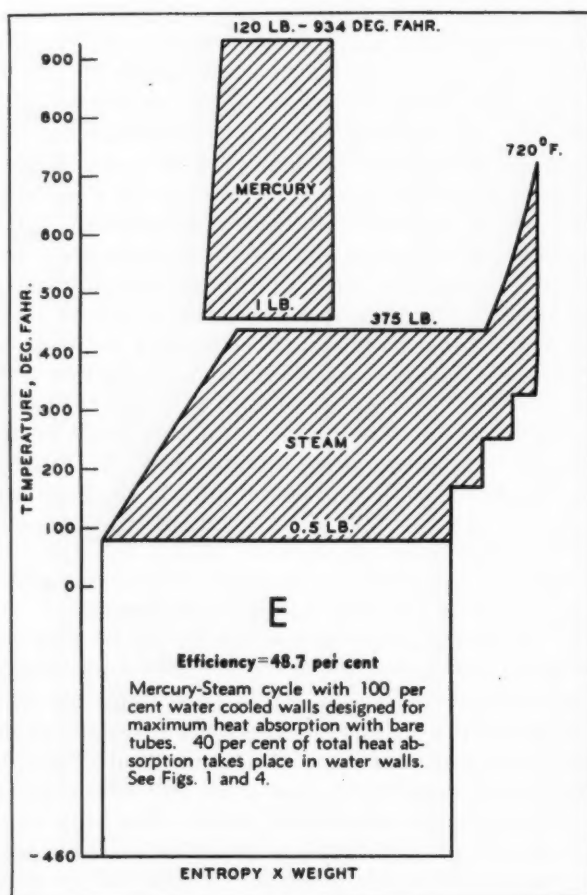 120 LB. - 934 DEG. FAHR.
900
800
700
600
500
400
300
200
100
0
-460
TEMPERATURE, DEG. FAHR.
MERCURY
1 LB.
720°F.
375 LB.
STEAM
0.5 LB.
E
Efficiency=48.7 per cent
Mercury-Steam cycle with 100 per
cent water cooled walls designed for
maximum heat absorption with bare
tubes. 40 per cent of total heat ab-
sorption takes place in water walls.
See Figs. 1 and 4.
ENTROPY X WEIGHT